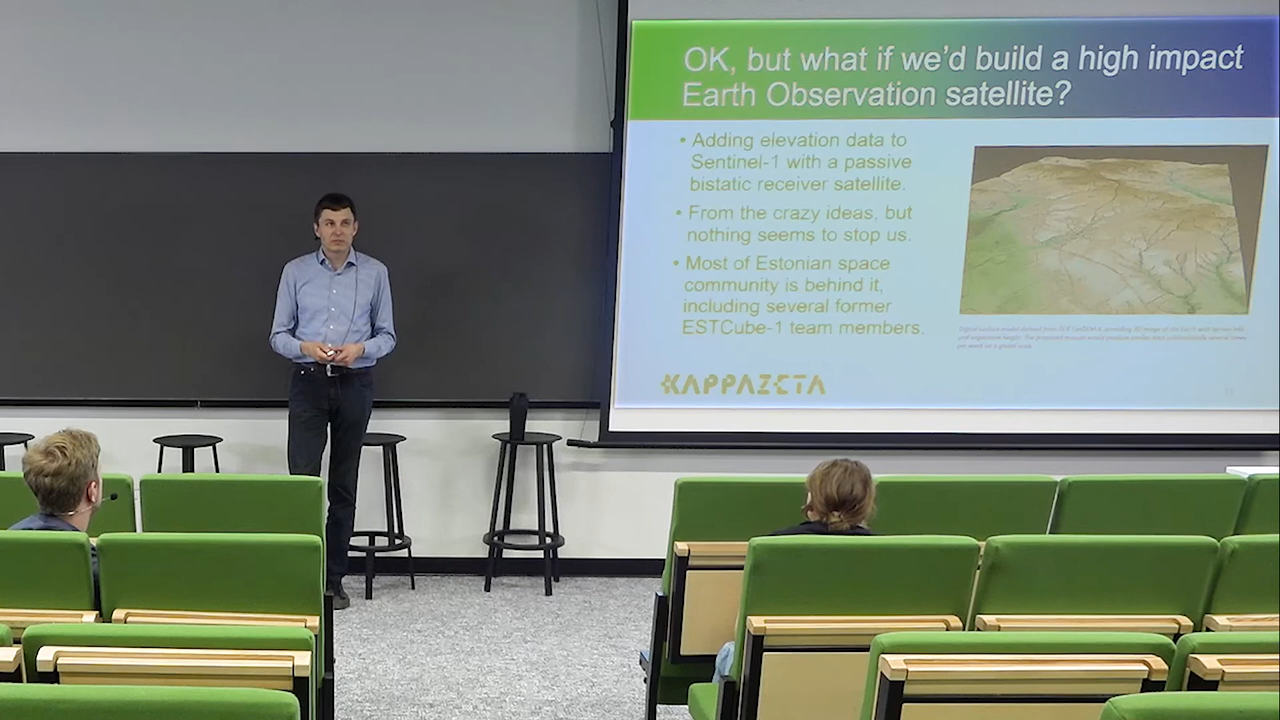 OK, but what if we'd build a high impact
Earth Observation satellite?
• Adding elevation data to
Sentinel-1 with a passive
bistatic receiver satellite.
• From the crazy ideas, but
nothing seems to stop us.
• Most of Estonian space
community is behind it,
including several former
ESTCube-1 team members.
KAPPAZETA